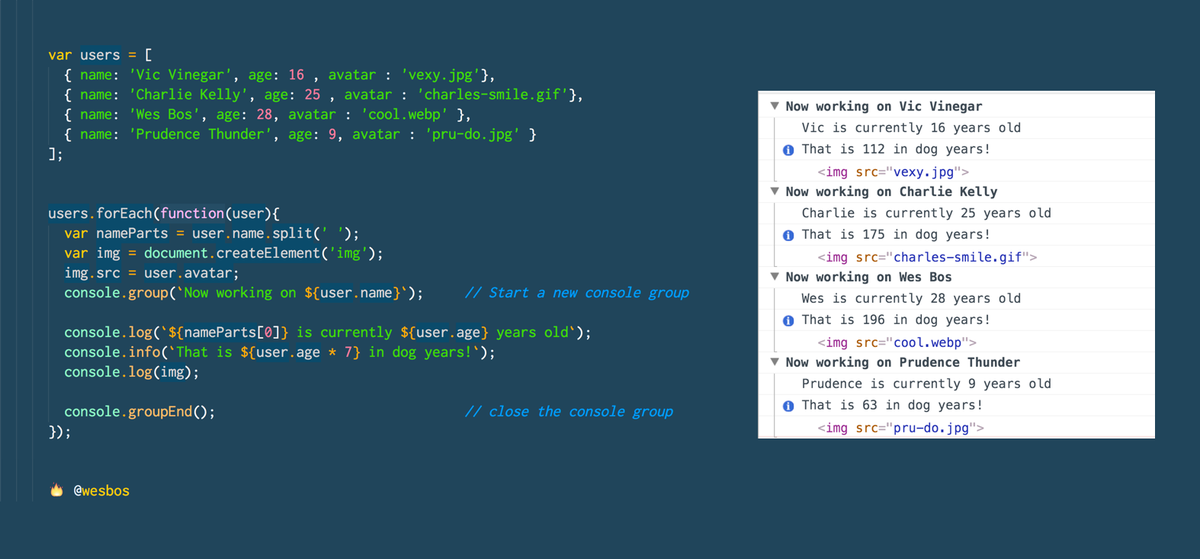 var users = [
  { name: 'Vic Vinegar', age: 16 , avatar : 'vexy.jpg'},
  { name: 'Charlie Kelly', age: 25 , avatar : 'charles-smile.gif'},
  { name: 'Wes Bos', age: 28, avatar : 'cool.webp' },
  { name: 'Prudence Thunder', age: 9, avatar : 'pru-do.jpg' }
];
users.forEach(function(user){
  var nameParts = user.name.split(' ');
  var img = document.createElement('img');
  img.src = user.avatar;
  console.group(`Now working on ${user.name}`);     // Start a new console group
  console.log(`${nameParts[0]} is currently ${user.age} years old`);
  console.info(`That is ${user.age * 7} in dog years!`);
  console.log(img);
  console.groupEnd();                               // close the console group
});
🔥 @wesbos
▼ Now working on Vic Vinegar
Vic is currently 16 years old
That is 112 in dog years!
<img src="vexy.jpg">
▼ Now working on Charlie Kelly
Charlie is currently 25 years old
That is 175 in dog years!
<img src="charles-smile.gif">
▼ Now working on Wes Bos
Wes is currently 28 years old
That is 196 in dog years!
<img src="cool.webp">
▼ Now working on Prudence Thunder
Prudence is currently 9 years old
That is 63 in dog years!
<img src="pru-do.jpg">